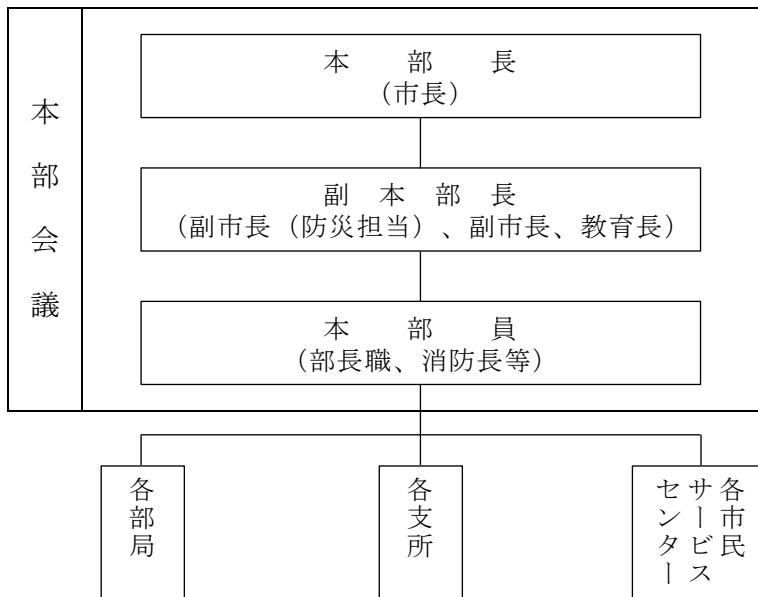 本部会議
本部長
（市長）
副本部長
（副市長（防災担当）、副市長、教育長）
本部員
（部長職、消防長等）
各部局
各支所
各市民
サービス
センター